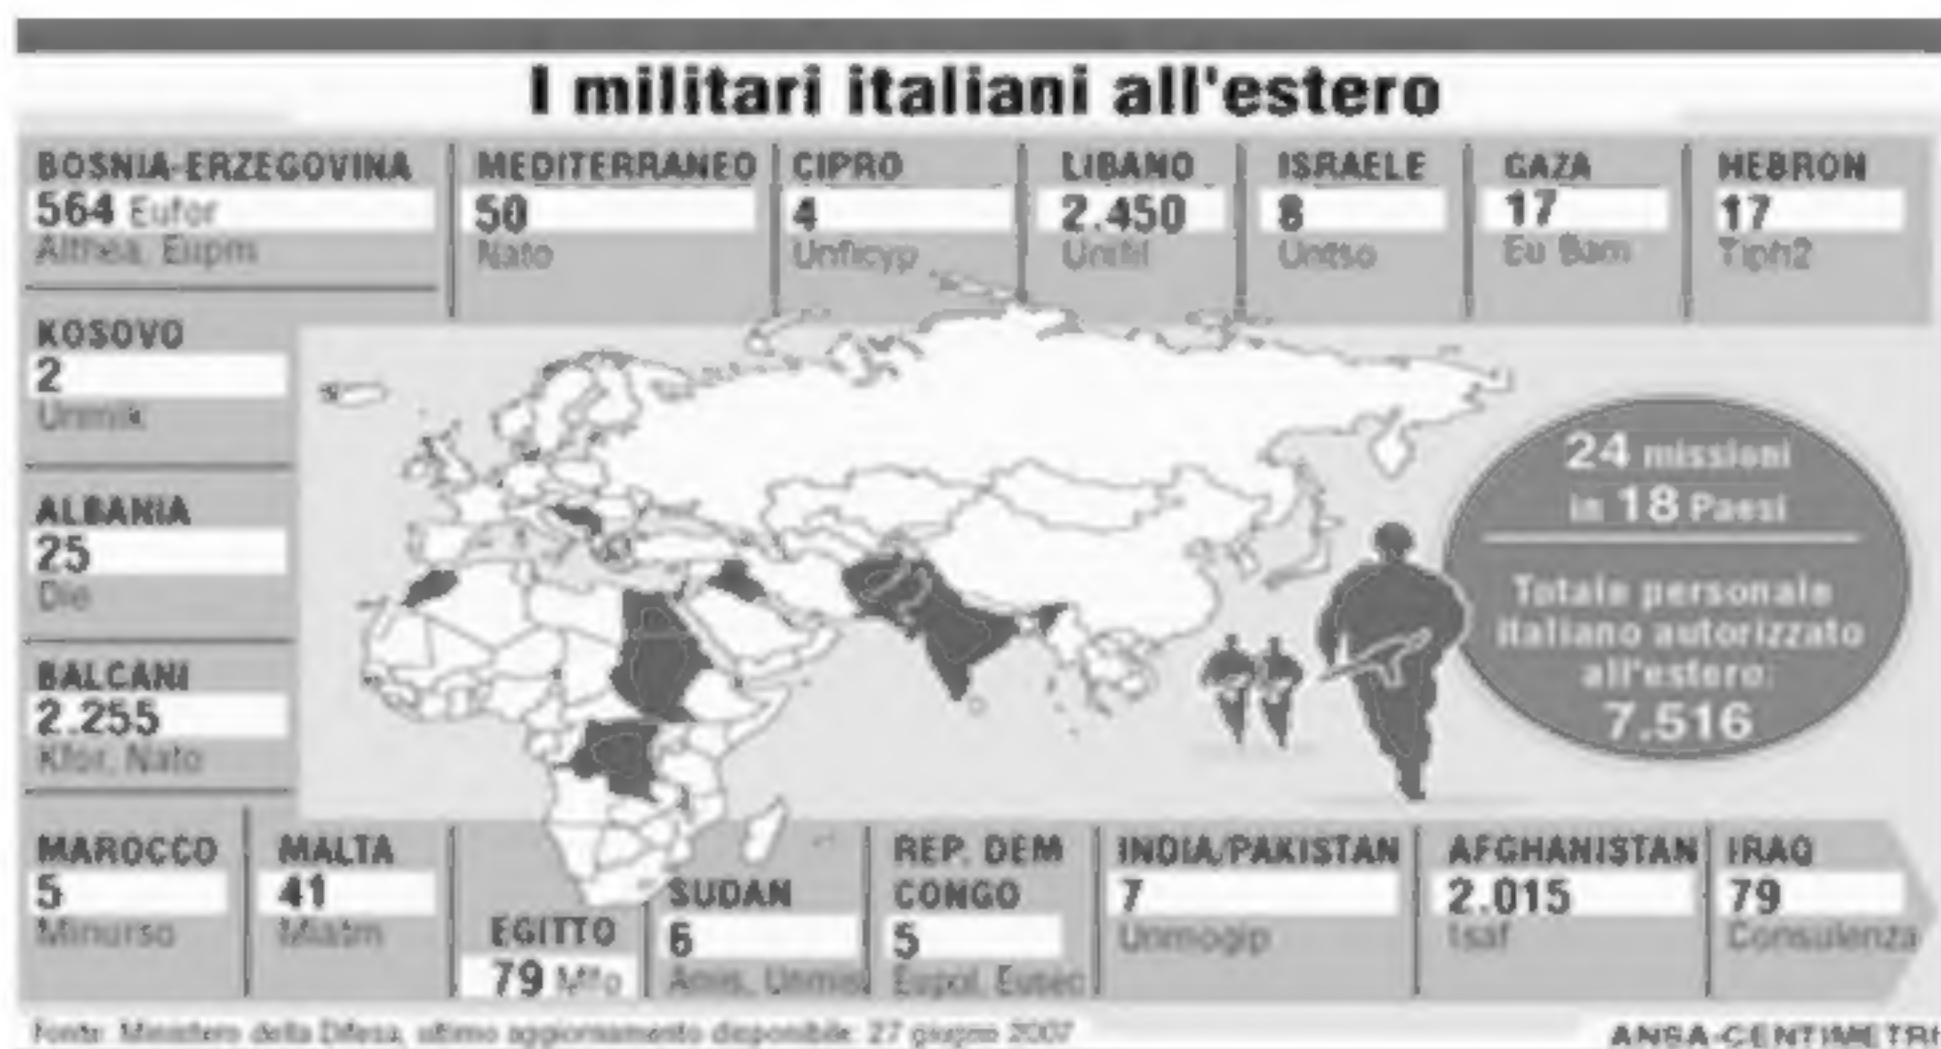 I militari italiani all'estero
BOSNIA-ERZEGOVINA
564 Eufor
Althea, Eupm
MEDITERRANEO
50
Nato
CIPRO
4
Unficyp
LIBANO
2.450
Unifil
ISRAELE
8
Untso
GAZA
17
Eu Bam
HEBRON
17
Tiph2
KOSOVO
2
Unmik
ALBANIA
25
Die
BALCANI
2.255
Kfor, Nato
24 missioni
in 18 Paesi
Totale personale
italiano autorizzato
all'estero:
7.516
MAROCCO
5
Minurso
MALTA
41
Miatm
EGITTO
79 Mfo
SUDAN
6
Amis, Unmis
REP. DEM
CONGO
5
Eupol, Eusec
INDIA/PAKISTAN
7
Unmogip
AFGHANISTAN
2.015
Isaf
IRAQ
79
Consulenza
Fonte: Ministero della Difesa, ultimo aggiornamento disponibile: 27 giugno 2007
ANSA-CENTIMETRI